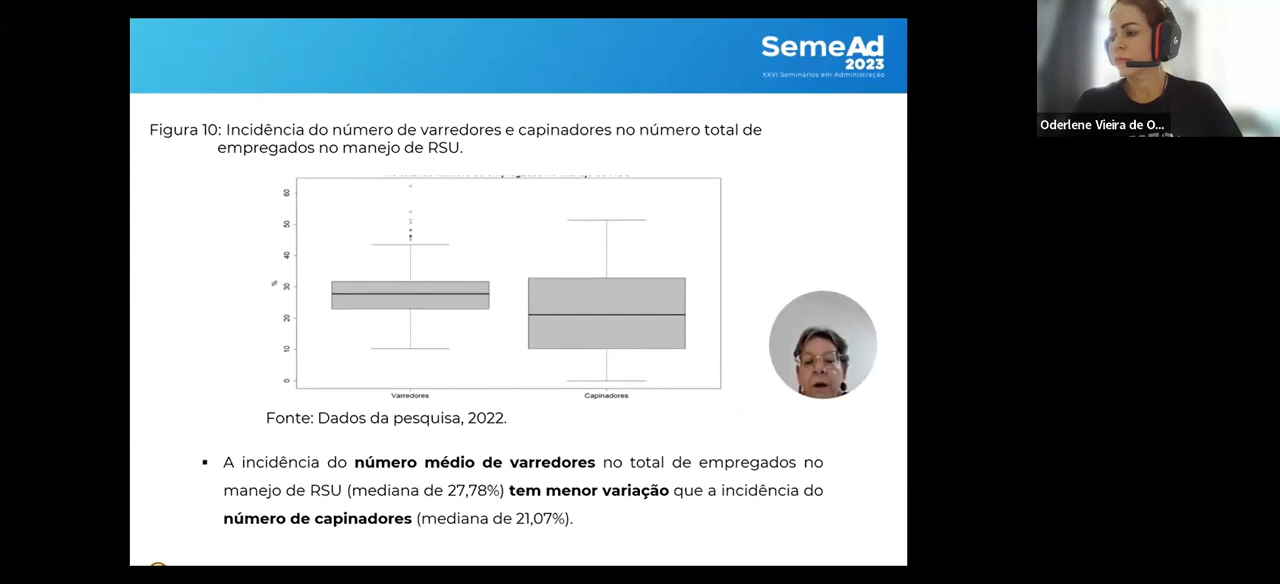 SemeAd
2023
XXVI Seminários em Administração
Oderlene Vieira de O...
Figura 10: Incidência do número de varredores e capinadores no número total de
empregados no manejo de RSU.
60
50
40
30
20
10
0
%
Varredores
Capinadores
Fonte: Dados da pesquisa, 2022.
▪ A incidência do número médio de varredores no total de empregados no
manejo de RSU (mediana de 27,78%) tem menor variação que a incidência do
número de capinadores (mediana de 21,07%).